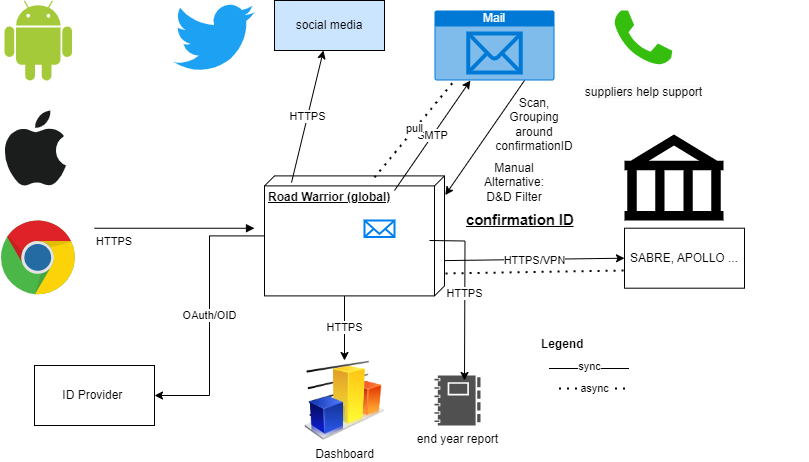 social media
Mail
suppliers help support
HTTPS
pull
SMTP
Scan,
Grouping
around
confirmationID
Manual
Alternative:
D&D Filter
Road Warrior (global)
confirmation ID
HTTPS
HTTPS/VPN
SABRE, APOLLO ...
HTTPS
OAuth/OID
HTTPS
Legend
sync
async
ID Provider
Dashboard
end year report